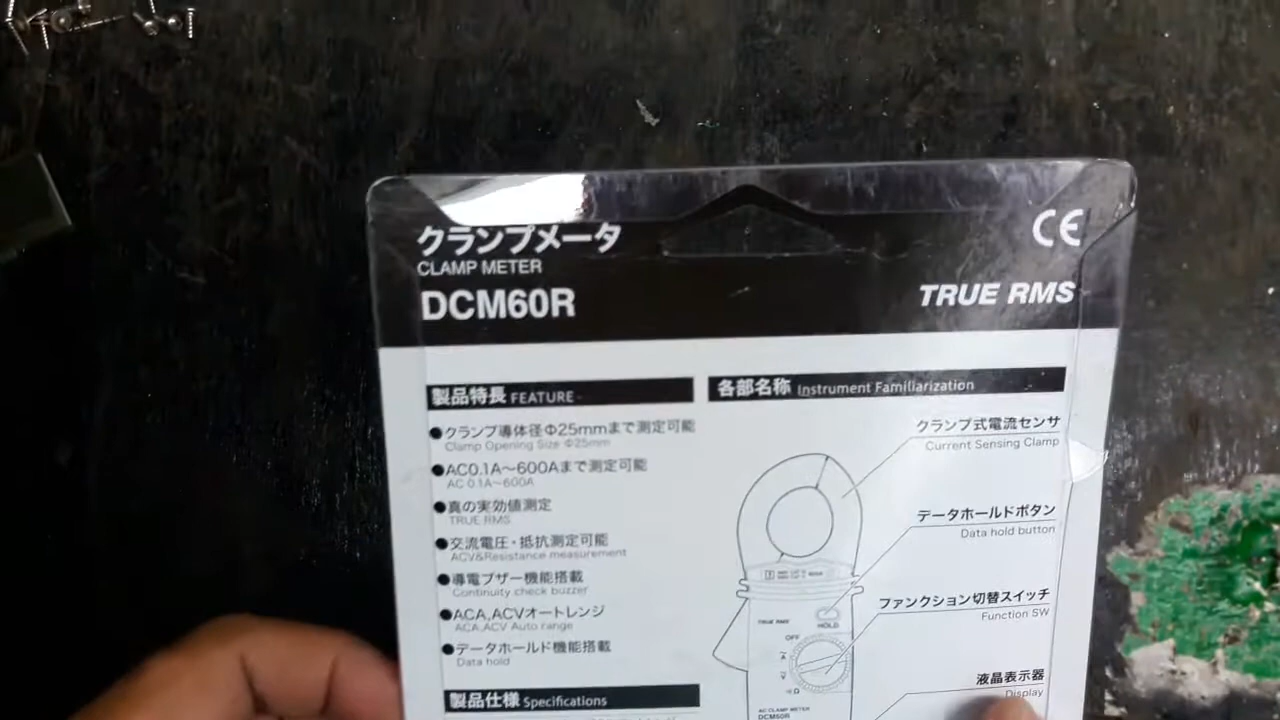 クランプメータ
CLAMP METER
DCM60R
CE
TRUE RMS
製品特長 FEATURE
●クランプ導体径Φ25mmまで測定可能
Clamp Opening Size Φ25mm
●AC0.1A～600Aまで測定可能
AC 0.1A～600A
●真の実効値測定
TRUE RMS
●交流電圧・抵抗測定可能
ACV&Resistance measurement
●導電ブザー機能搭載
Continuity check buzzer
●ACA,ACVオートレンジ
ACA,ACV Auto range
●データホールド機能搭載
Data hold
製品仕様 Specifications
各部名称 Instrument Familiarization
クランプ式電流センサ
Current Sensing Clamp
データホールドボタン
Data hold button
ファンクション切替スイッチ
Function SW
液晶表示器
Display
TRUE RMS
HOLD
OFF
AC CLAMP METER
DCM60R